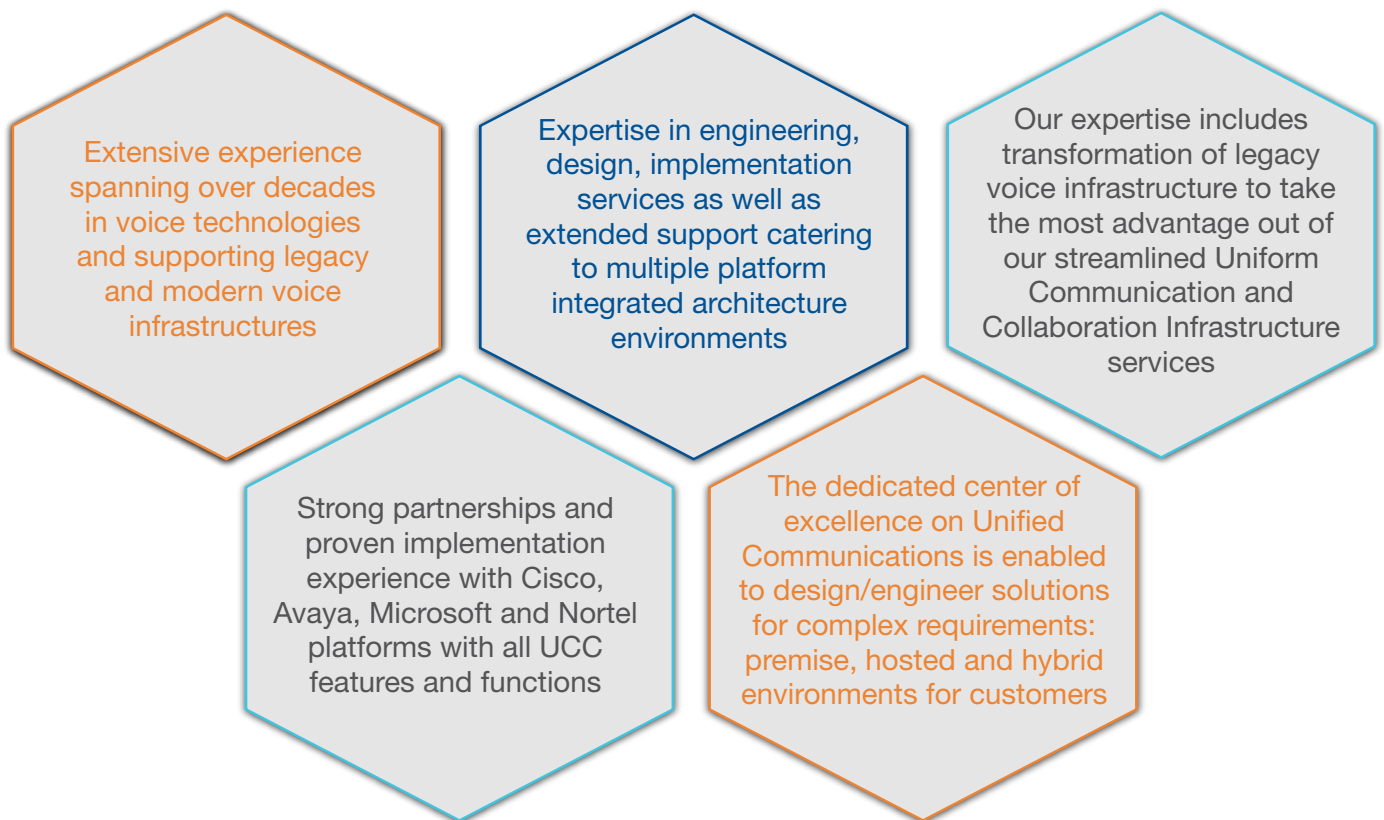 Extensive experience
spanning over decades
in voice technologies
and supporting legacy
and modern voice
infrastructures
Expertise in engineering,
design, implementation
services as well as
extended support catering
to multiple platform
integrated architecture
environments
Our expertise includes
transformation of legacy
voice infrastructure to take
the most advantage out of
our streamlined Uniform
Communication and
Collaboration Infrastructure
services
Strong partnerships and
proven implementation
experience with Cisco,
Avaya, Microsoft and Nortel
platforms with all UCC
features and functions
The dedicated center of
excellence on Unified
Communications is enabled
to design/engineer solutions
for complex requirements:
premise, hosted and hybrid
environments for customers